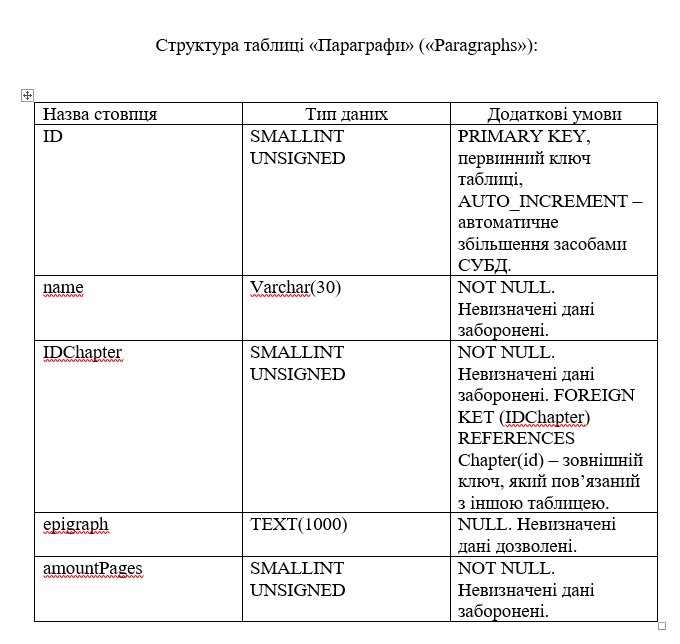 Структура таблиці «Параграфи» («Paragraphs»):
Назва стовпця
Тип даних
Додаткові умови
ID
SMALLINT
UNSIGNED
PRIMARY KEY,
первинний ключ
таблиці,
AUTO_INCREMENT –
автоматичне
збільшення засобами
СУБД.
name
Varchar(30)
NOT NULL.
Невизначені дані
заборонені.
IDChapter
SMALLINT
UNSIGNED
NOT NULL.
Невизначені дані
заборонені. FOREIGN
KET (IDChapter)
REFERENCES
Chapter(id) – зовнішній
ключ, який пов’язаний
з іншою таблицею.
epigraph
TEXT(1000)
NULL. Невизначені
дані дозволені.
amountPages
SMALLINT
UNSIGNED
NOT NULL.
Невизначені дані
заборонені.